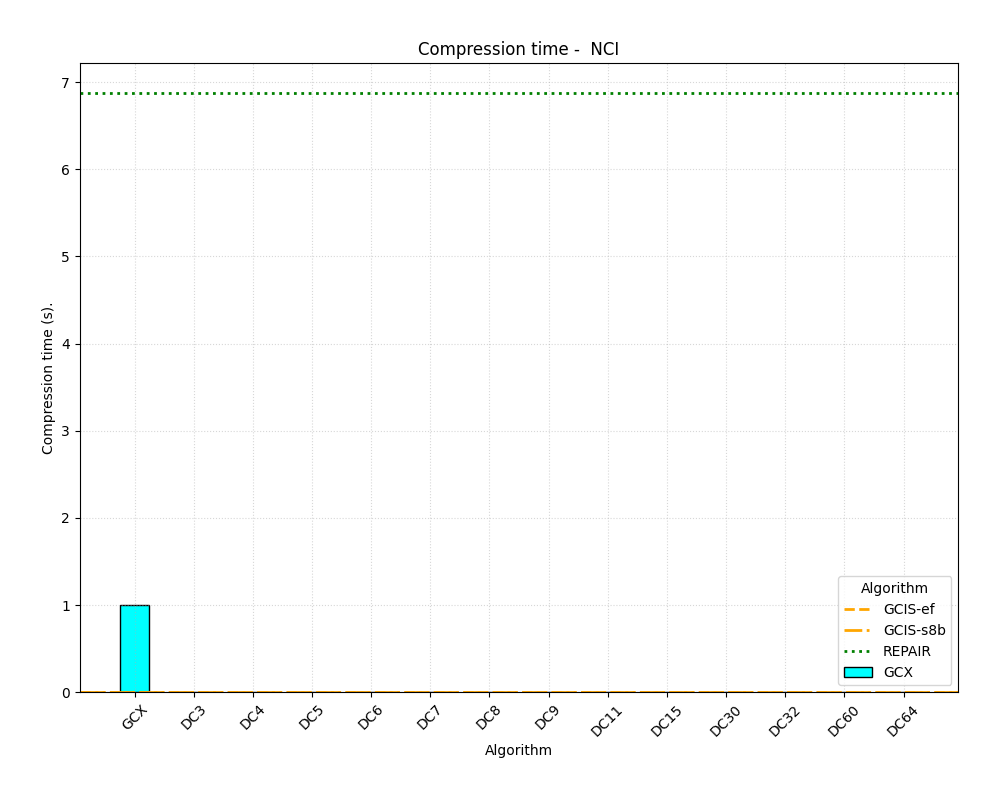 Compression time -  NCI
7
6
5
4
3
2
1
0
Compression time (s).
GCX
DC3
DC4
DC5
DC6
DC7
DC8
DC9
DC11
DC15
DC30
DC32
DC60
DC64
Algorithm
Algorithm
GCIS-ef
GCIS-s8b
REPAIR
GCX